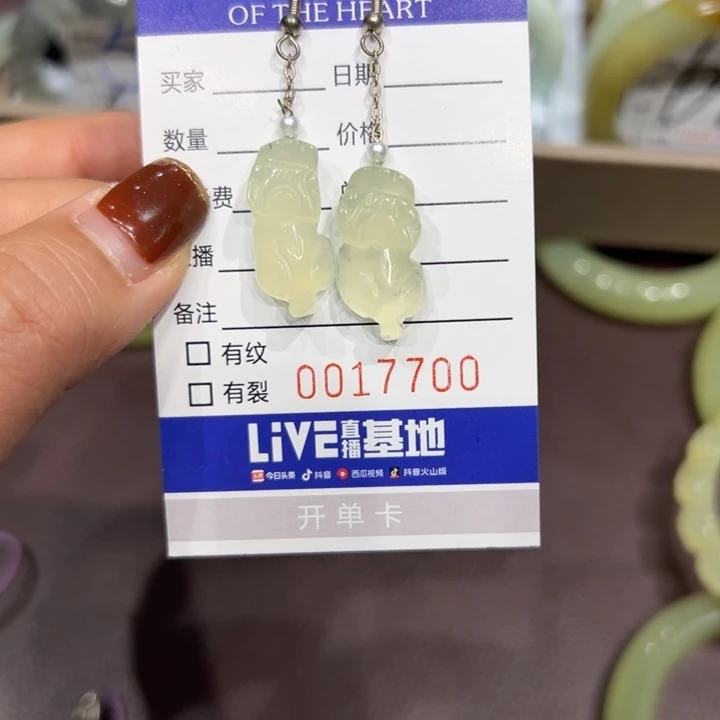 OF THE HEART
买家 日期
数量 价格
费
播
备注
有纹
有裂 0017700
LiVE直播基地
今日头条 抖音 西瓜视频 抖音火山版
开单卡